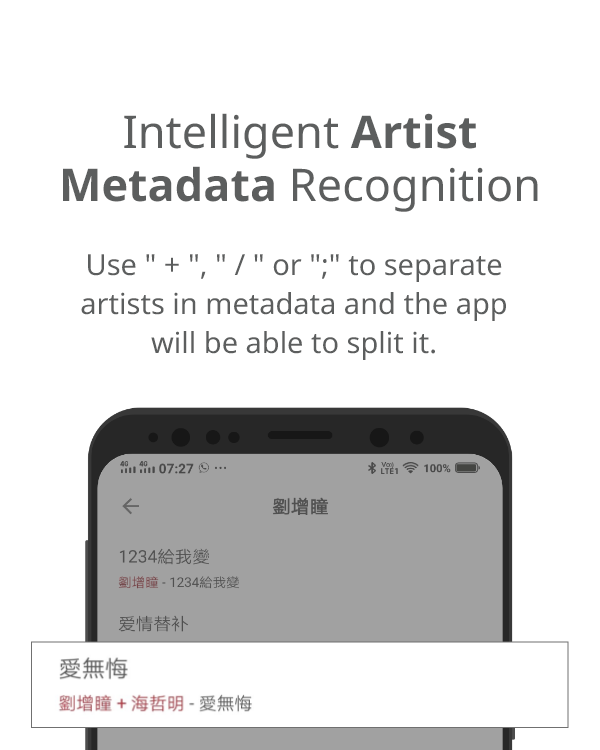 Intelligent Artist
Metadata Recognition
Use " + ", " / " or ";" to separate
artists in metadata and the app
will be able to split it.
4G 4G 07:27 ··· Vo)) LTE1 100%
劉增瞳
1234給我變
劉增瞳 - 1234給我變
爱情替补
愛無悔
劉增瞳 + 海哲明 - 愛無悔